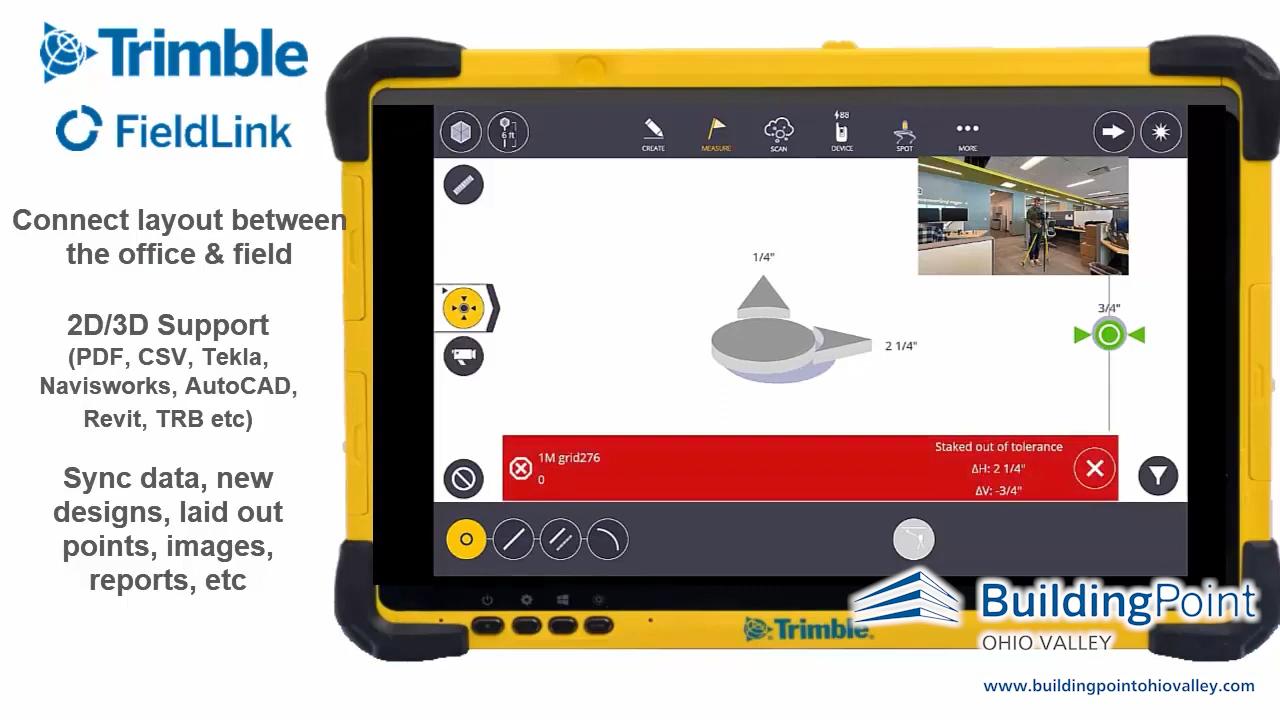 Trimble
FieldLink
Connect layout between
the office & field
2D/3D Support
(PDF, CSV, Tekla,
Navisworks, AutoCAD,
Revit, TRB etc)
Sync data, new
designs, laid out
points, images,
reports, etc
6 ft
CREATE
MEASURE
SCAN
88
DEVICE
SPOT
MORE
1/4"
2 1/4"
3/4"
1M grid276
0
Staked out of tolerance
ΔH: 2 1/4"
ΔV: -3/4"
Trimble
BuildingPoint
OHIO VALLEY
www.buildingpointohiovalley.com